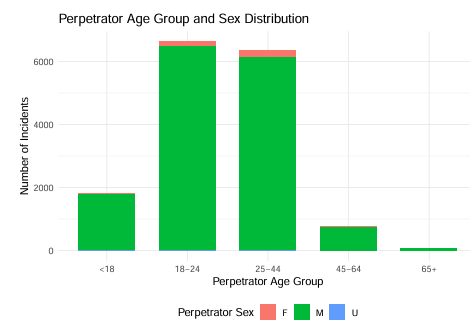 Perpetrator Age Group and Sex Distribution
Number of Incidents
6000
4000
2000
0
<18
18−24
25−44
45−64
65+
Perpetrator Age Group
Perpetrator Sex F M U